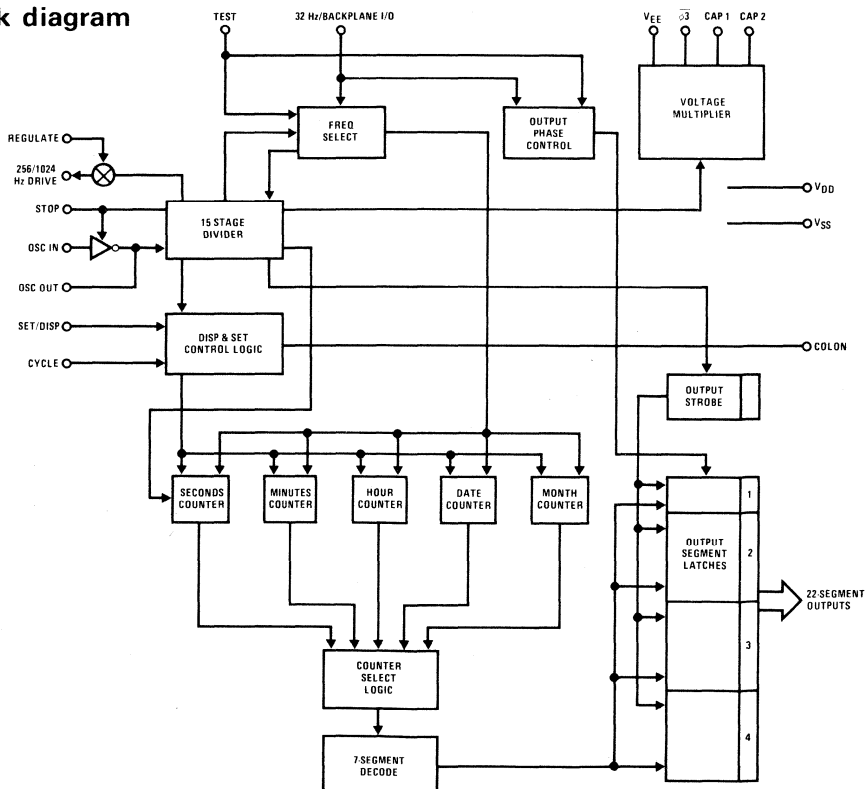 k diagram
TEST
32 Hz/BACKPLANE I/O
VEE
φ3
CAP 1
CAP 2
VOLTAGE
MULTIPLIER
FREQ
SELECT
OUTPUT
PHASE
CONTROL
REGULATE
256/1024
Hz DRIVE
STOP
OSC IN
OSC OUT
15 STAGE
DIVIDER
VDD
VSS
SET/DISP
CYCLE
DISP & SET
CONTROL LOGIC
COLON
OUTPUT
STROBE
SECONDS
COUNTER
MINUTES
COUNTER
HOUR
COUNTER
DATE
COUNTER
MONTH
COUNTER
1
OUTPUT
SEGMENT
LATCHES
2
22-SEGMENT
OUTPUTS
3
4
COUNTER
SELECT
LOGIC
7-SEGMENT
DECODE